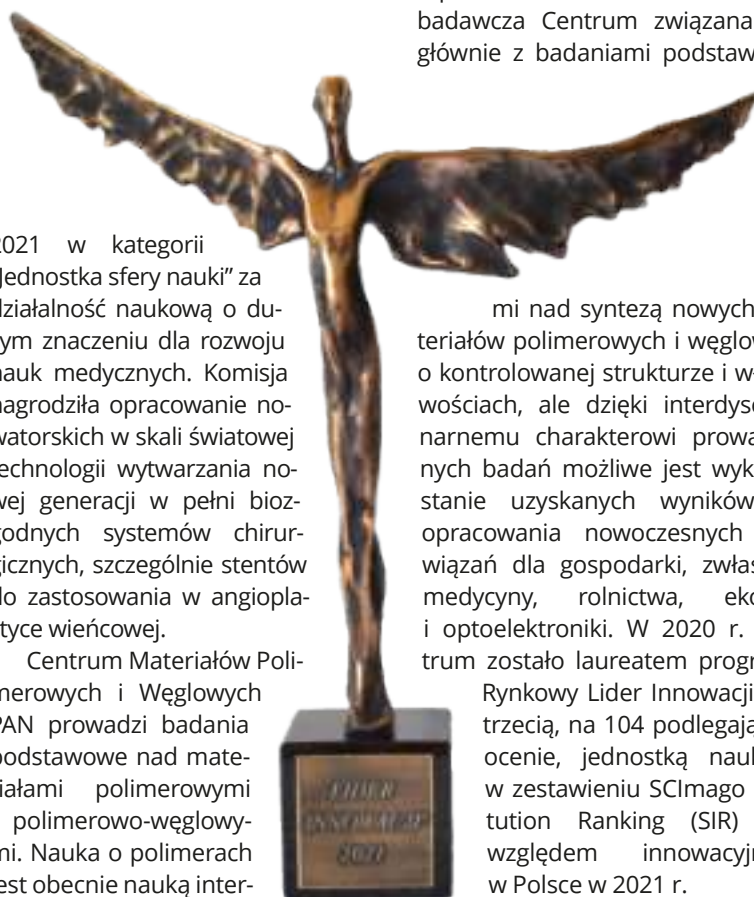 badawcza Centrum związana
głównie z badaniami podstaw
2021 w kategorii
Jednostka sfery nauki” za
działalność naukową o du-
ym znaczeniu dla rozwoju
nauk medycznych. Komisja
nagrodziła opracowanie no-
watorskich w skali światowej
technologii wytwarzania no-
wej generacji w pełni bioz-
godnych systemów chirur-
gicznych, szczególnie stentów
do zastosowania w angiopla-
tyce wieńcowej.
Centrum Materiałów Poli-
merowych i Węglowych
PAN prowadzi badania
podstawowe nad mate-
iałami polimerowymi
polimerowo-węglowy-
mi. Nauka o polimerach
est obecnie nauką inter-
mi nad syntezą nowych
teriałów polimerowych i węglow
o kontrolowanej strukturze i wł
wościach, ale dzięki interdysc
narnemu charakterowi prowa
nych badań możliwe jest wyk
stanie uzyskanych wyników
opracowania nowoczesnych
wiązań dla gospodarki, zwłas
medycyny, rolnictwa, eko
i optoelektroniki. W 2020 r.
trum zostało laureatem progr
Rynkowy Lider Innowacji
trzecią, na 104 podlegają
ocenie, jednostką nauk
w zestawieniu SCImago
tution Ranking (SIR)
względem innowacyjn
w Polsce w 2021 r.